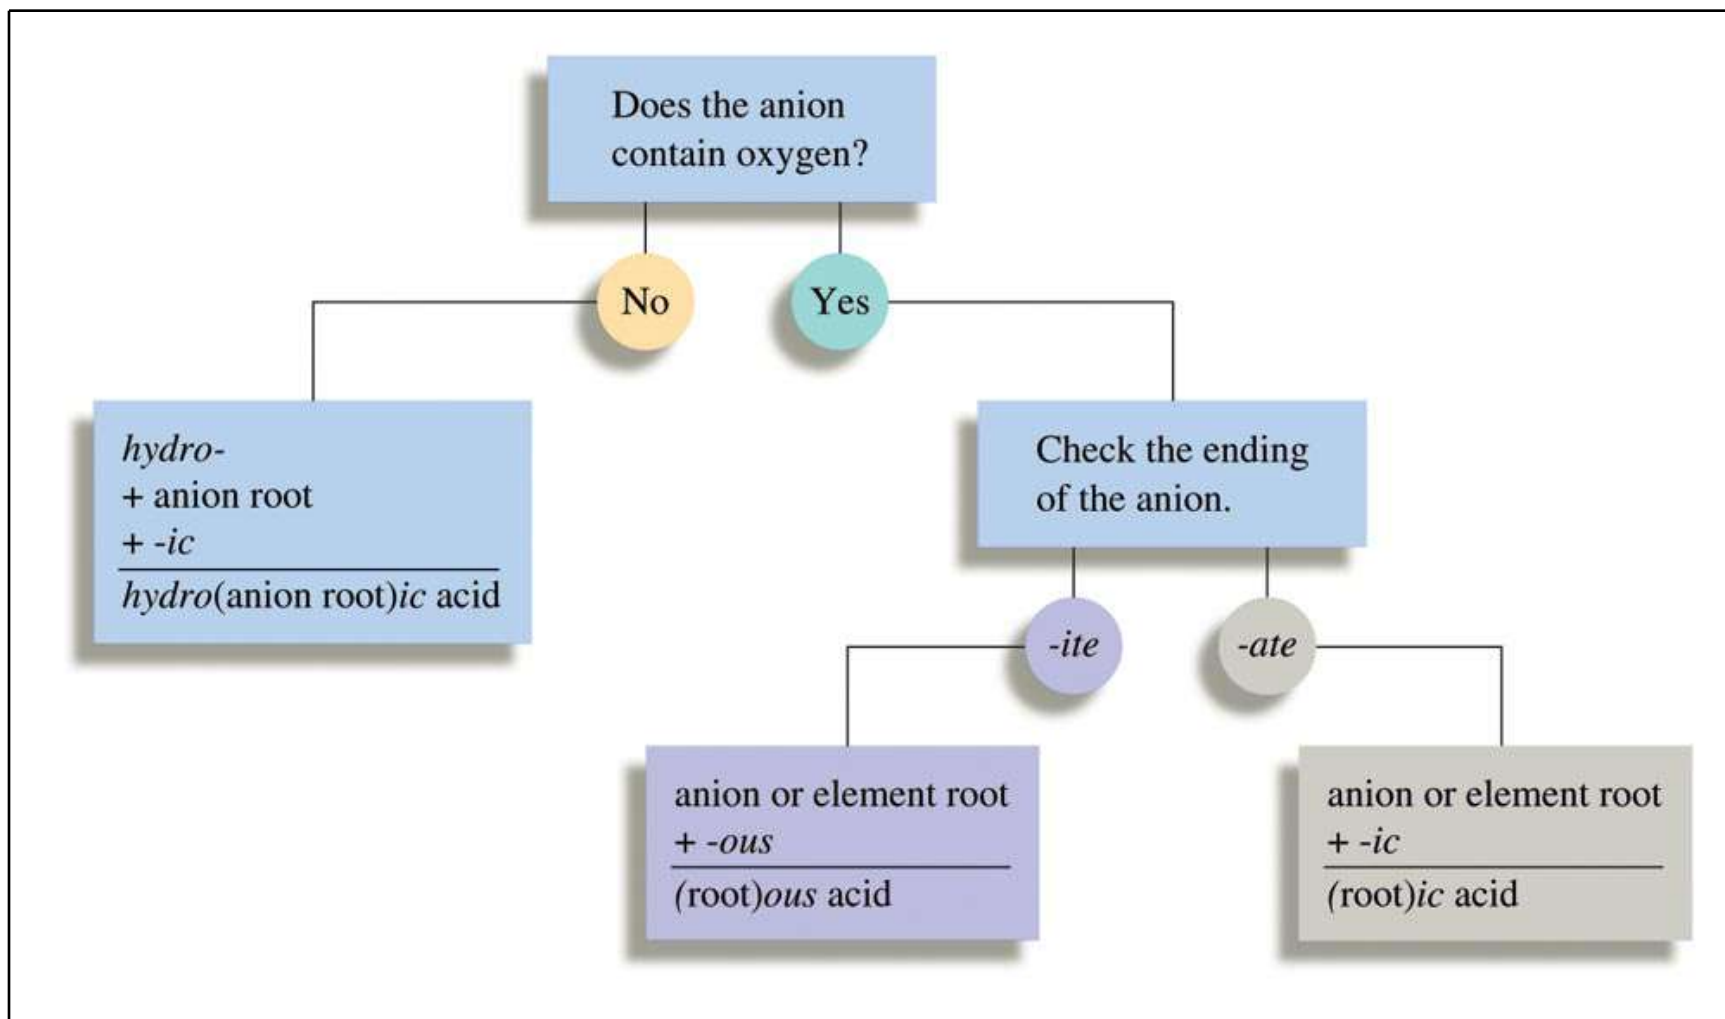 Does the anion
contain oxygen?
No
Yes
hydro-
+ anion root
+ -ic
hydro(anion root)ic acid
Check the ending
of the anion.
-ite
-ate
anion or element root
+ -ous
(root)ous acid
anion or element root
+ -ic
(root)ic acid